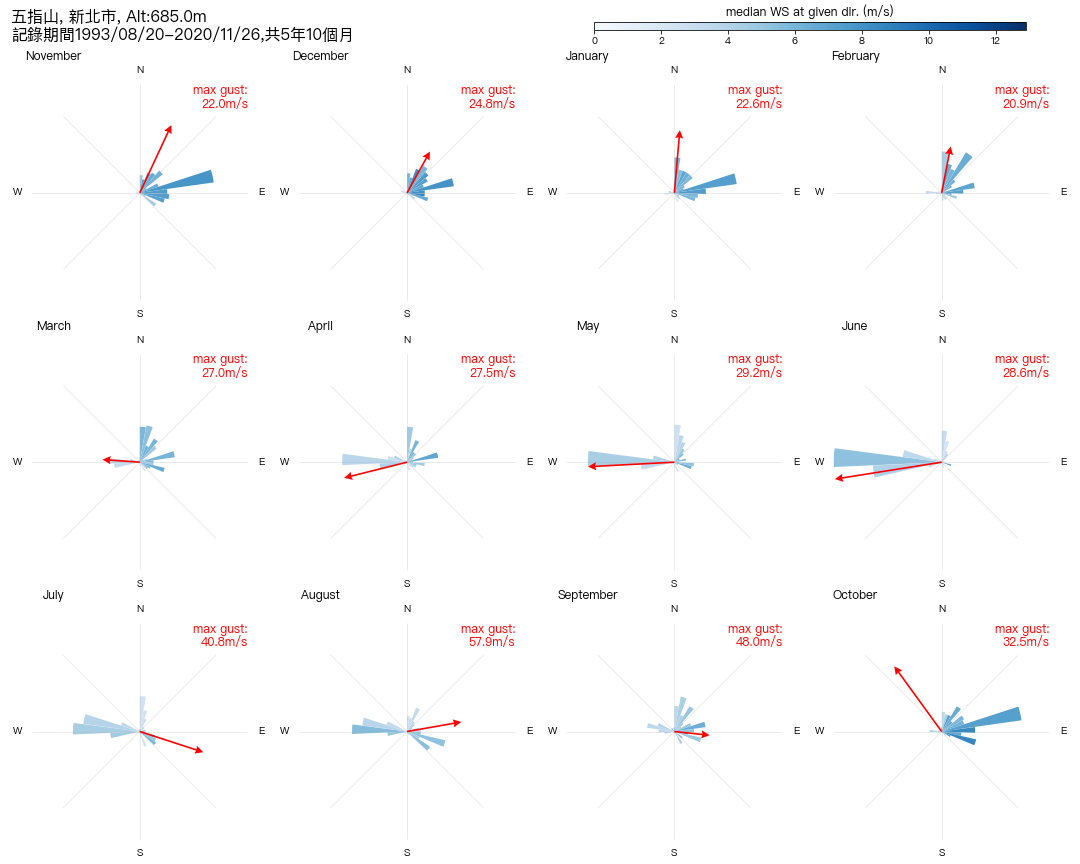 五指山, 新北市, Alt:685.0m
記錄期間1993/08/20−2020/11/26,共5年10個月
median WS at given dir. (m/s)
0 2 4 6 8 10 12
November
N
max gust:
22.0m/s
W E
S
December
N
max gust:
24.8m/s
W E
S
January
N
max gust:
22.6m/s
W E
S
February
N
max gust:
20.9m/s
W E
S
March
N
max gust:
27.0m/s
W E
S
April
N
max gust:
27.5m/s
W E
S
May
N
max gust:
29.2m/s
W E
S
June
N
max gust:
28.6m/s
W E
S
July
N
max gust:
40.8m/s
W E
S
August
N
max gust:
57.9m/s
W E
S
September
N
max gust:
48.0m/s
W E
S
October
N
max gust:
32.5m/s
W E
S